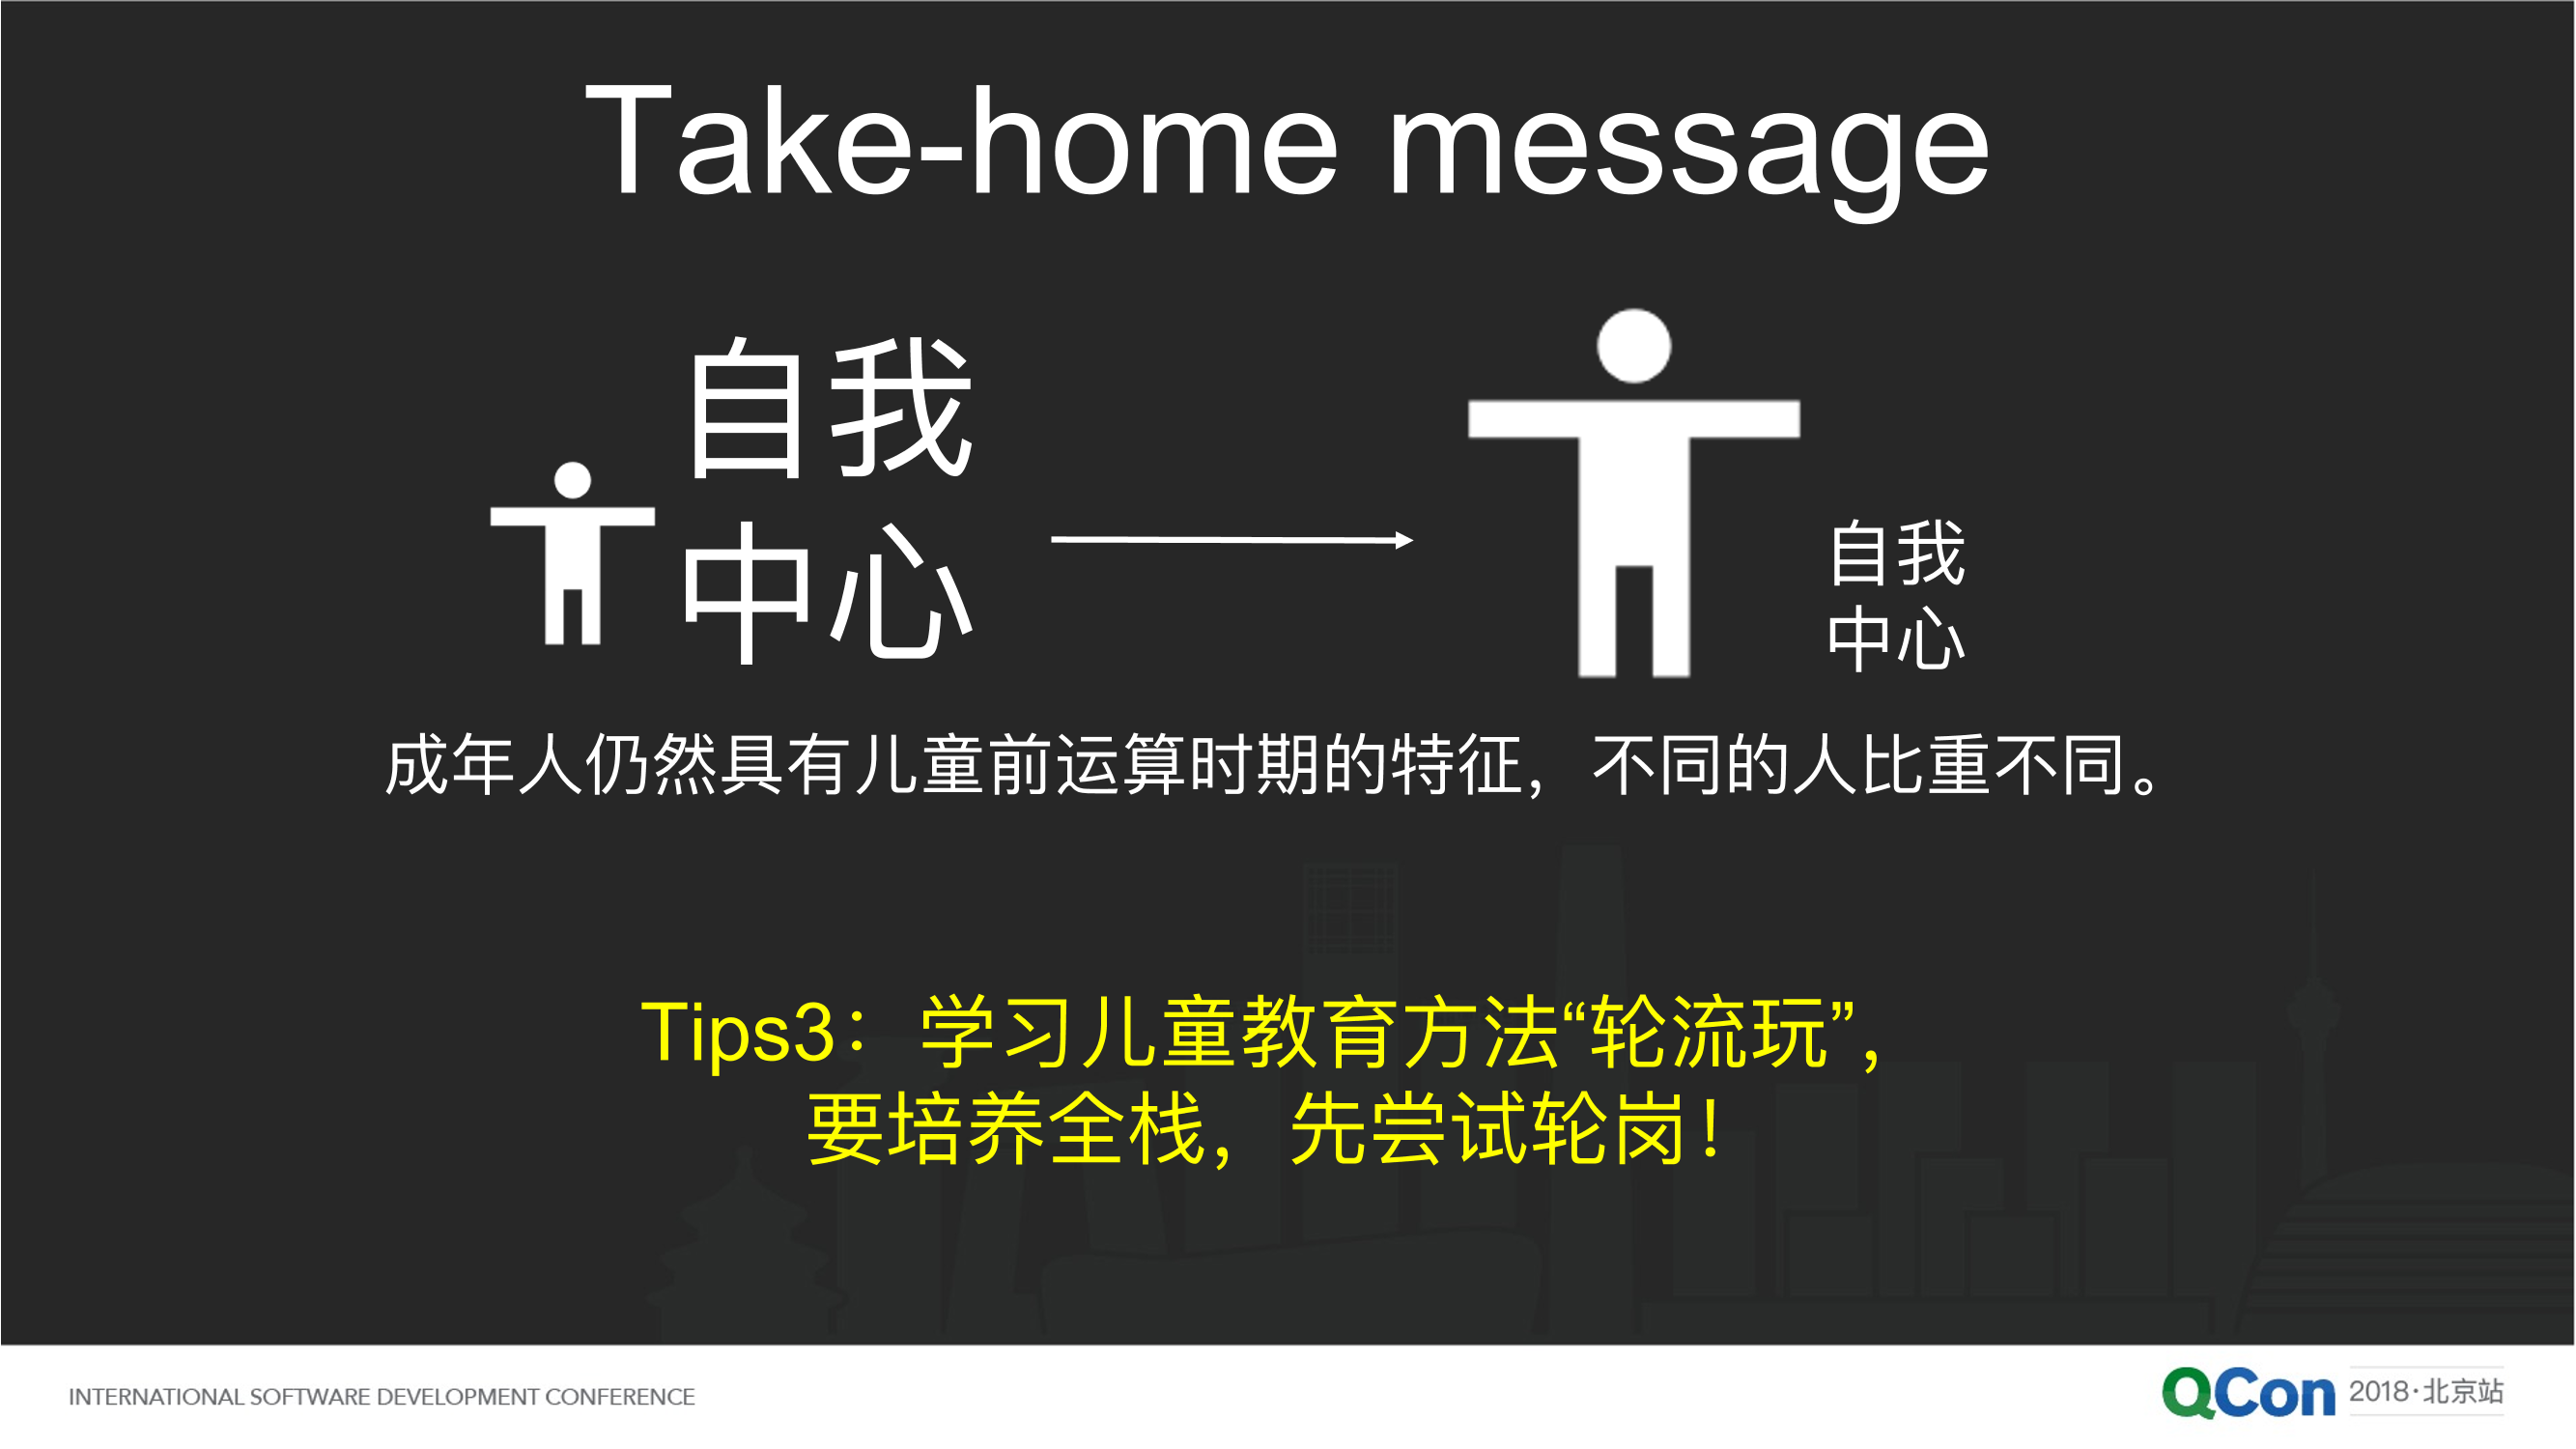 Take-home message
自我
中心
自我
中心
成年人仍然具有儿童前运算时期的特征，不同的人比重不同。
Tips3：学习儿童教育方法“轮流玩”，
要培养全栈，先尝试轮岗！
INTERNATIONAL SOFTWARE DEVELOPMENT CONFERENCE
QCon 2018·北京站